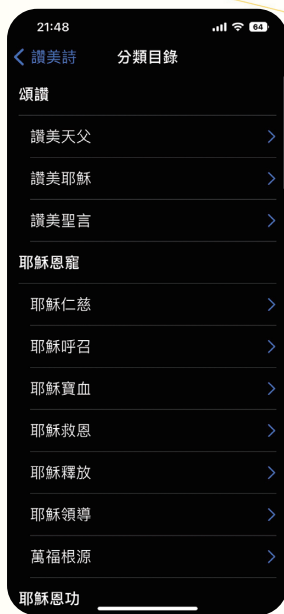 21:48
64
讚美詩
分類目錄
頌讚
讚美天父
讚美耶穌
讚美聖言
耶穌恩寵
耶穌仁慈
耶穌呼召
耶穌寶血
耶穌救恩
耶穌釋放
耶穌領導
萬福根源
耶穌恩功